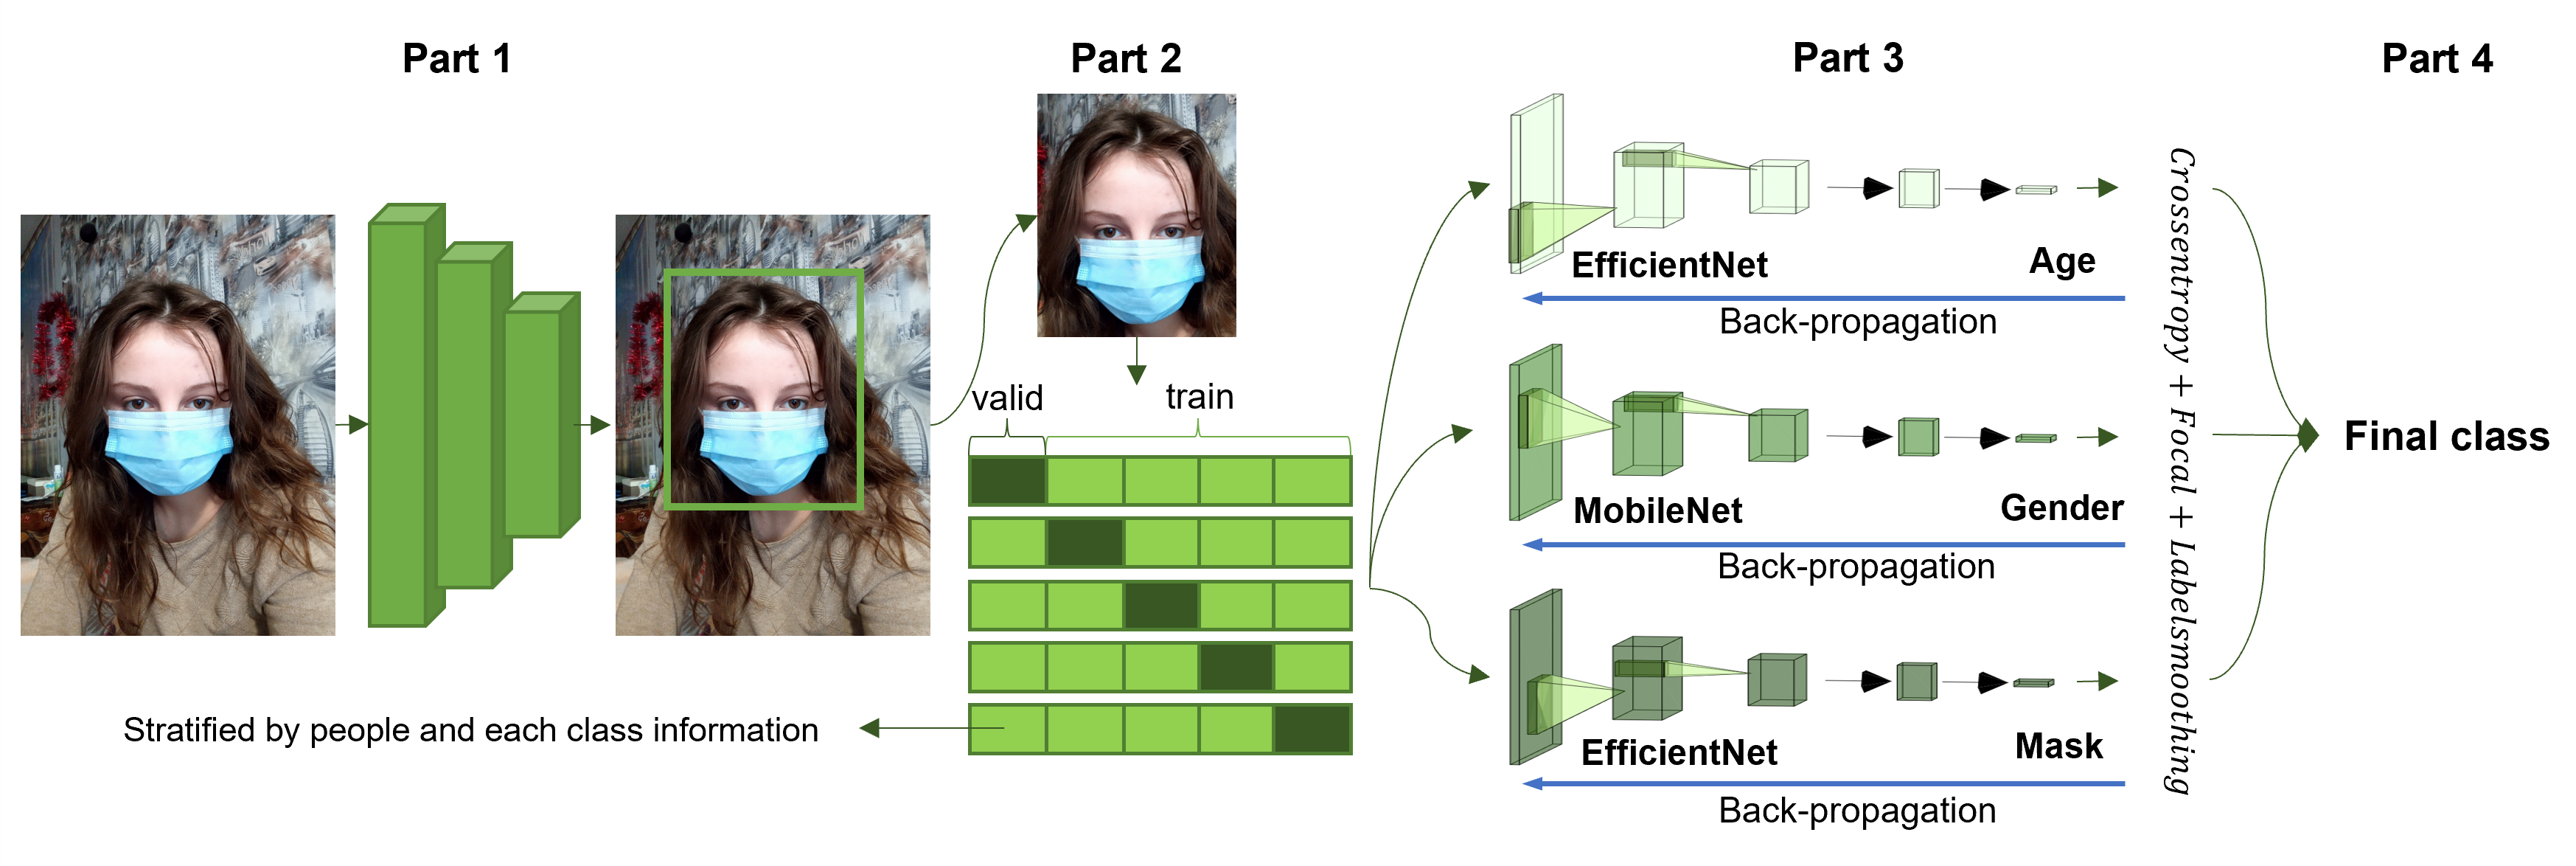 Part 1
Part 2
Part 3
Part 4
valid
train
Stratified by people and each class information
EfficientNet
Age
Back-propagation
MobileNet
Gender
Back-propagation
EfficientNet
Mask
Back-propagation
Crossentropy + Focal + Labelsmoothing
Final class